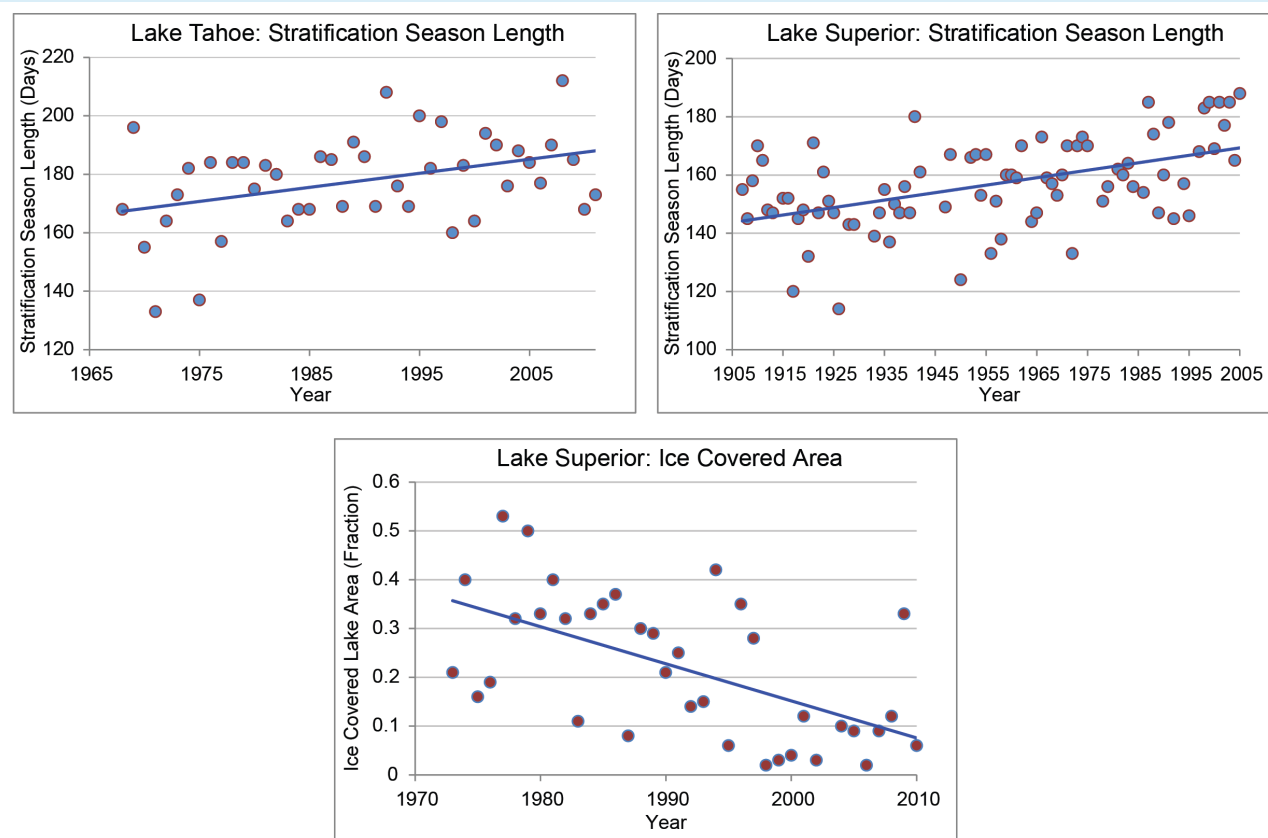 Lake Tahoe: Stratification Season Length
Stratification Season Length (Days)
220
200
180
160
140
120
1965 1975 1985 1995 2005
Year
Lake Superior: Stratification Season Length
Stratification Season Length (Days)
200
180
160
140
120
100
1905 1915 1925 1935 1945 1955 1965 1975 1985 1995 2005
Year
Lake Superior: Ice Covered Area
Ice Covered Lake Area (Fraction)
0.6
0.5
0.4
0.3
0.2
0.1
0
1970 1980 1990 2000 2010
Year